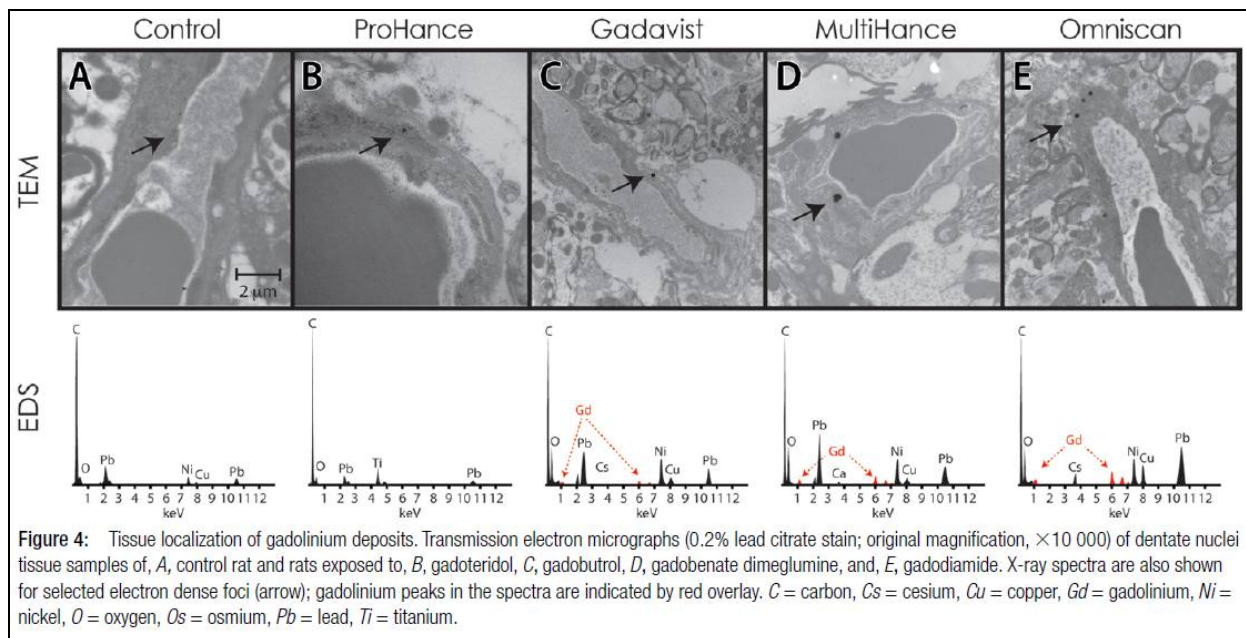 Control ProHance Gadavist MultiHance Omniscan
TEM
A B C D E
2 μm
EDS
C
O
Pb
Ni
Cu
Pb
1 2 3 4 5 6 7 8 9 10 11 12
keV
C
O
Pb
Ti
Pb
1 2 3 4 5 6 7 8 9 10 11 12
keV
Gd
O
Pb
Cs
Ni
Cu
Pb
1 2 3 4 5 6 7 8 9 10 11 12
keV
C
O
Pb
Gd
Ca
Ni
Cu
Pb
1 2 3 4 5 6 7 8 9 10 11 12
keV
C
O
Gd
Cs
Ni
Cu
Pb
1 2 3 4 5 6 7 8 9 10 11 12
keV
Figure 4: Tissue localization of gadolinium deposits. Transmission electron micrographs (0.2% lead citrate stain; original magnification, ×10 000) of dentate nuclei
tissue samples of, A, control rat and rats exposed to, B, gadoteridol, C, gadobutrol, D, gadobenate dimeglumine, and, E, gadodiamide. X-ray spectra are also shown
for selected electron dense foci (arrow); gadolinium peaks in the spectra are indicated by red overlay. C = carbon, Cs = cesium, Cu = copper, Gd = gadolinium, Ni =
nickel, O = oxygen, Os = osmium, Pb = lead, Ti = titanium.